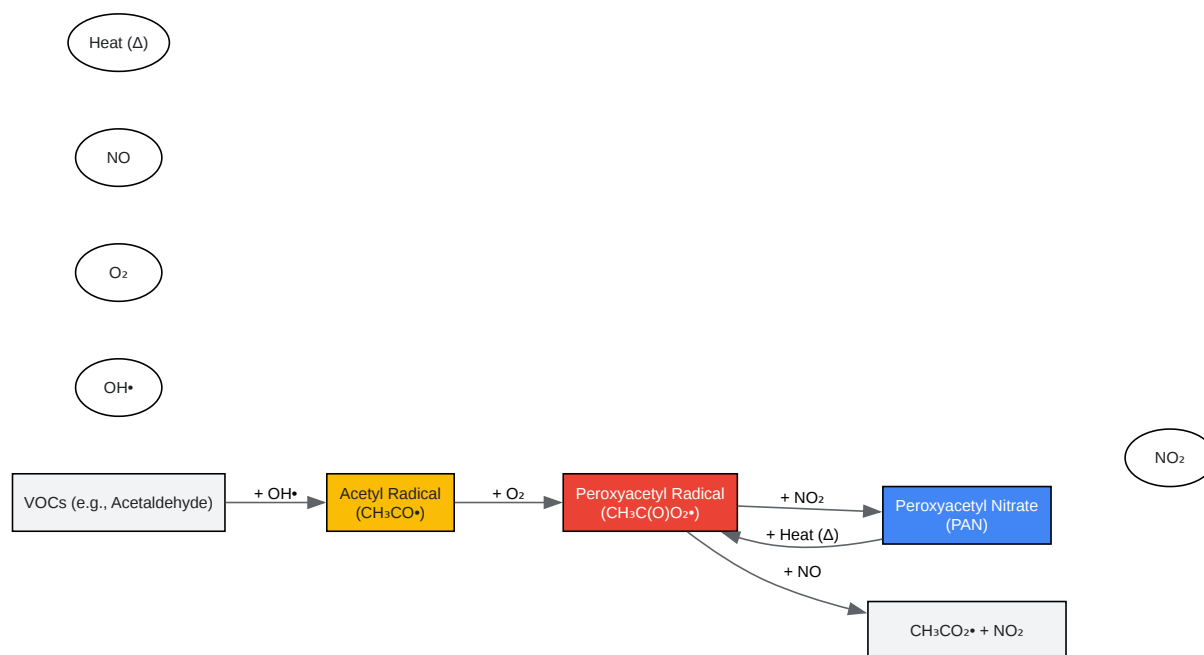 Heat (Δ)
NO
O₂
OH•
NO₂
VOCs (e.g., Acetaldehyde)
+ OH•
Acetyl Radical
(CH₃CO•)
+ O₂
Peroxyacetyl Radical
(CH₃C(O)O₂•)
+ NO₂
Peroxyacetyl Nitrate
(PAN)
+ Heat (Δ)
+ NO
CH₃CO₂• + NO₂